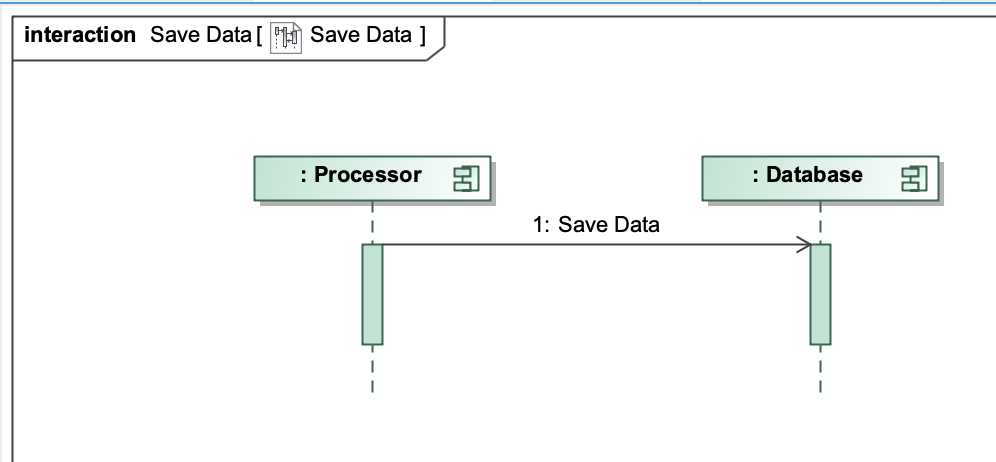 interaction Save Data [ Save Data ]
: Processor
: Database
1: Save Data